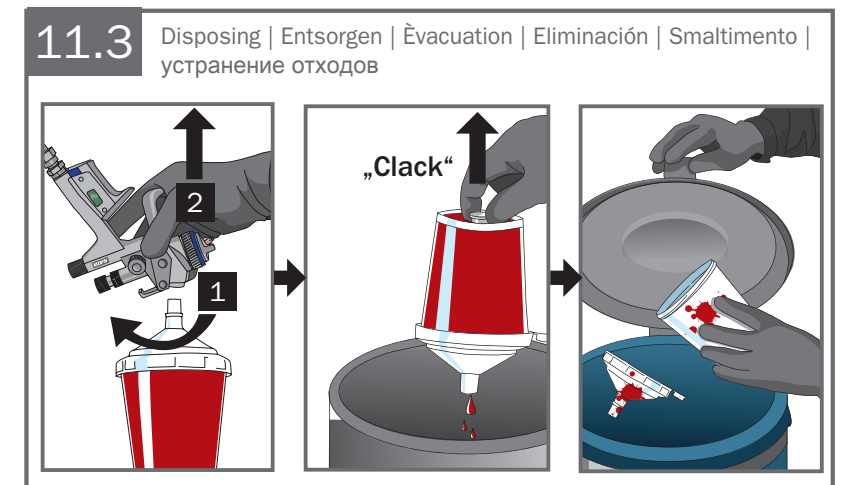 11.3
Disposing | Entsorgen | Èvacuation | Eliminación | Smaltimento |
устранение отходов
2
1
„Clack“